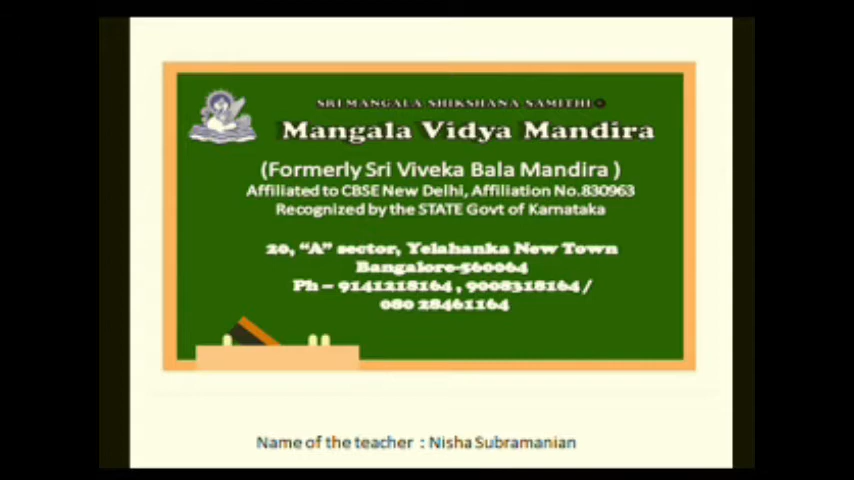 SRI MANGALA SHIKSHANA SAMITHI
Mangala Vidya Mandira
(Formerly Sri Viveka Bala Mandira )
Affiliated to CBSE New Delhi, Affiliation No.830963
Recognized by the STATE Govt of Karnataka
20, “A” sector, Yelahanka New Town
Bangalore-560064
Ph – 9141218164 , 9008318164 /
080 28461164
Name of the teacher : Nisha Subramanian